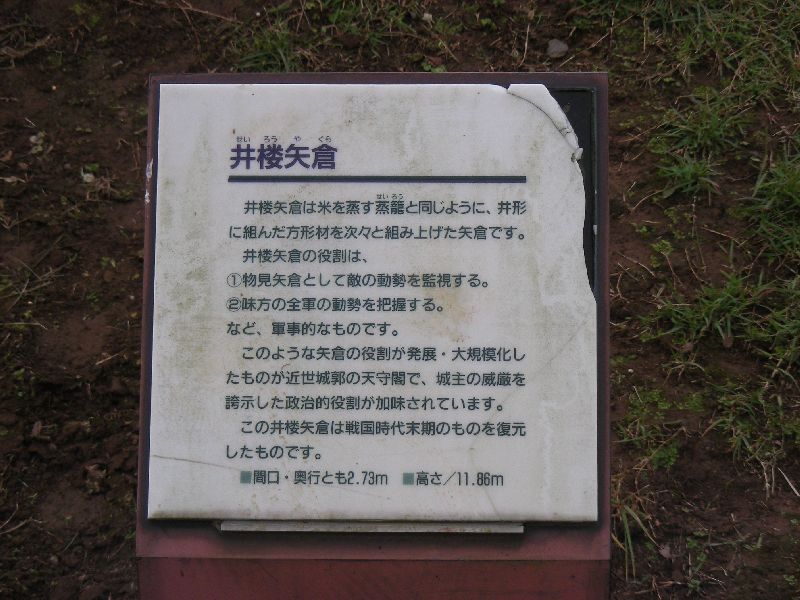 せいろうやぐら
井楼矢倉
せいろう
井楼矢倉は米を蒸す蒸籠と同じように、井形
に組んだ方形材を次々と組み上げた矢倉です。
井楼矢倉の役割は、
①物見矢倉として敵の動勢を監視する。
②味方の全軍の動勢を把握する。
など、軍事的なものです。
このような矢倉の役割が発展・大規模化し
たものが近世城郭の天守閣で、城主の威厳を
誇示した政治的役割が加味されています。
この井楼矢倉は戦国時代末期のものを復元
したものです。
■間口・奥行とも2.73m ■高さ／11.86m